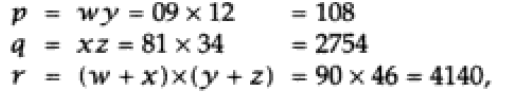 p = wy = 09 × 12 = 108
q = xz = 81 × 34 = 2754
r = (w + x)×(y + z) = 90 × 46 = 4140,